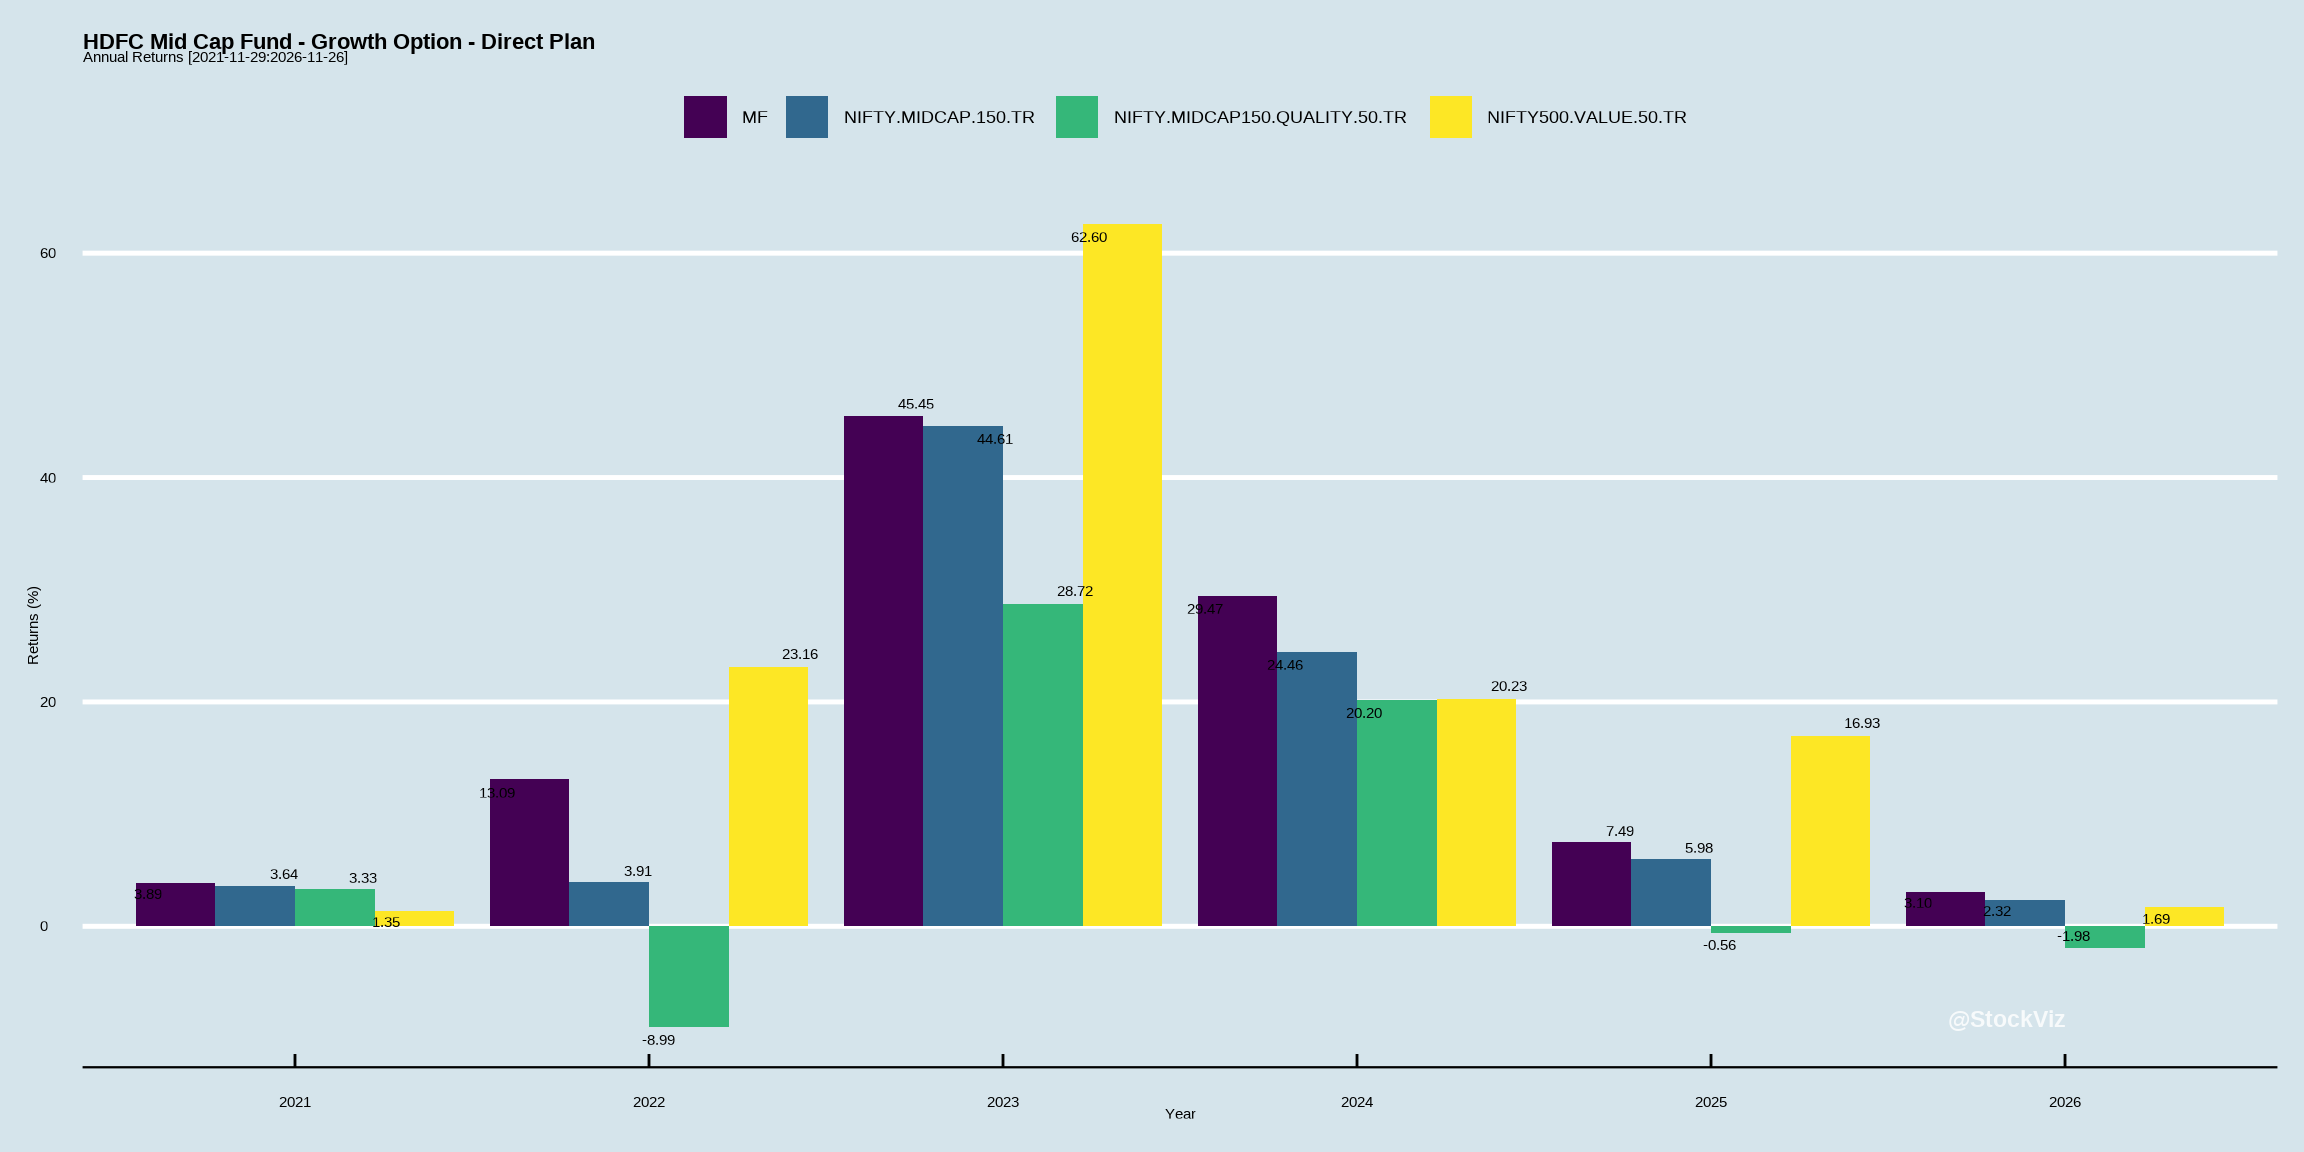 HDFC Mid Cap Fund - Growth Option - Direct Plan
Annual Returns [2021-11-29:2026-11-26]
MF NIFTY.MIDCAP.150.TR NIFTY.MIDCAP150.QUALITY.50.TR NIFTY500.VALUE.50.TR
60
40
20
0
Returns (%)
3.89 3.64 3.33 1.35
13.09 3.91 -8.99 23.16
45.45 44.61 28.72 62.60
29.47 24.46 20.20 20.23
7.49 5.98 -0.56 16.93
3.10 2.32 -1.98 1.69
@StockViz
2021 2022 2023 2024 2025 2026
Year